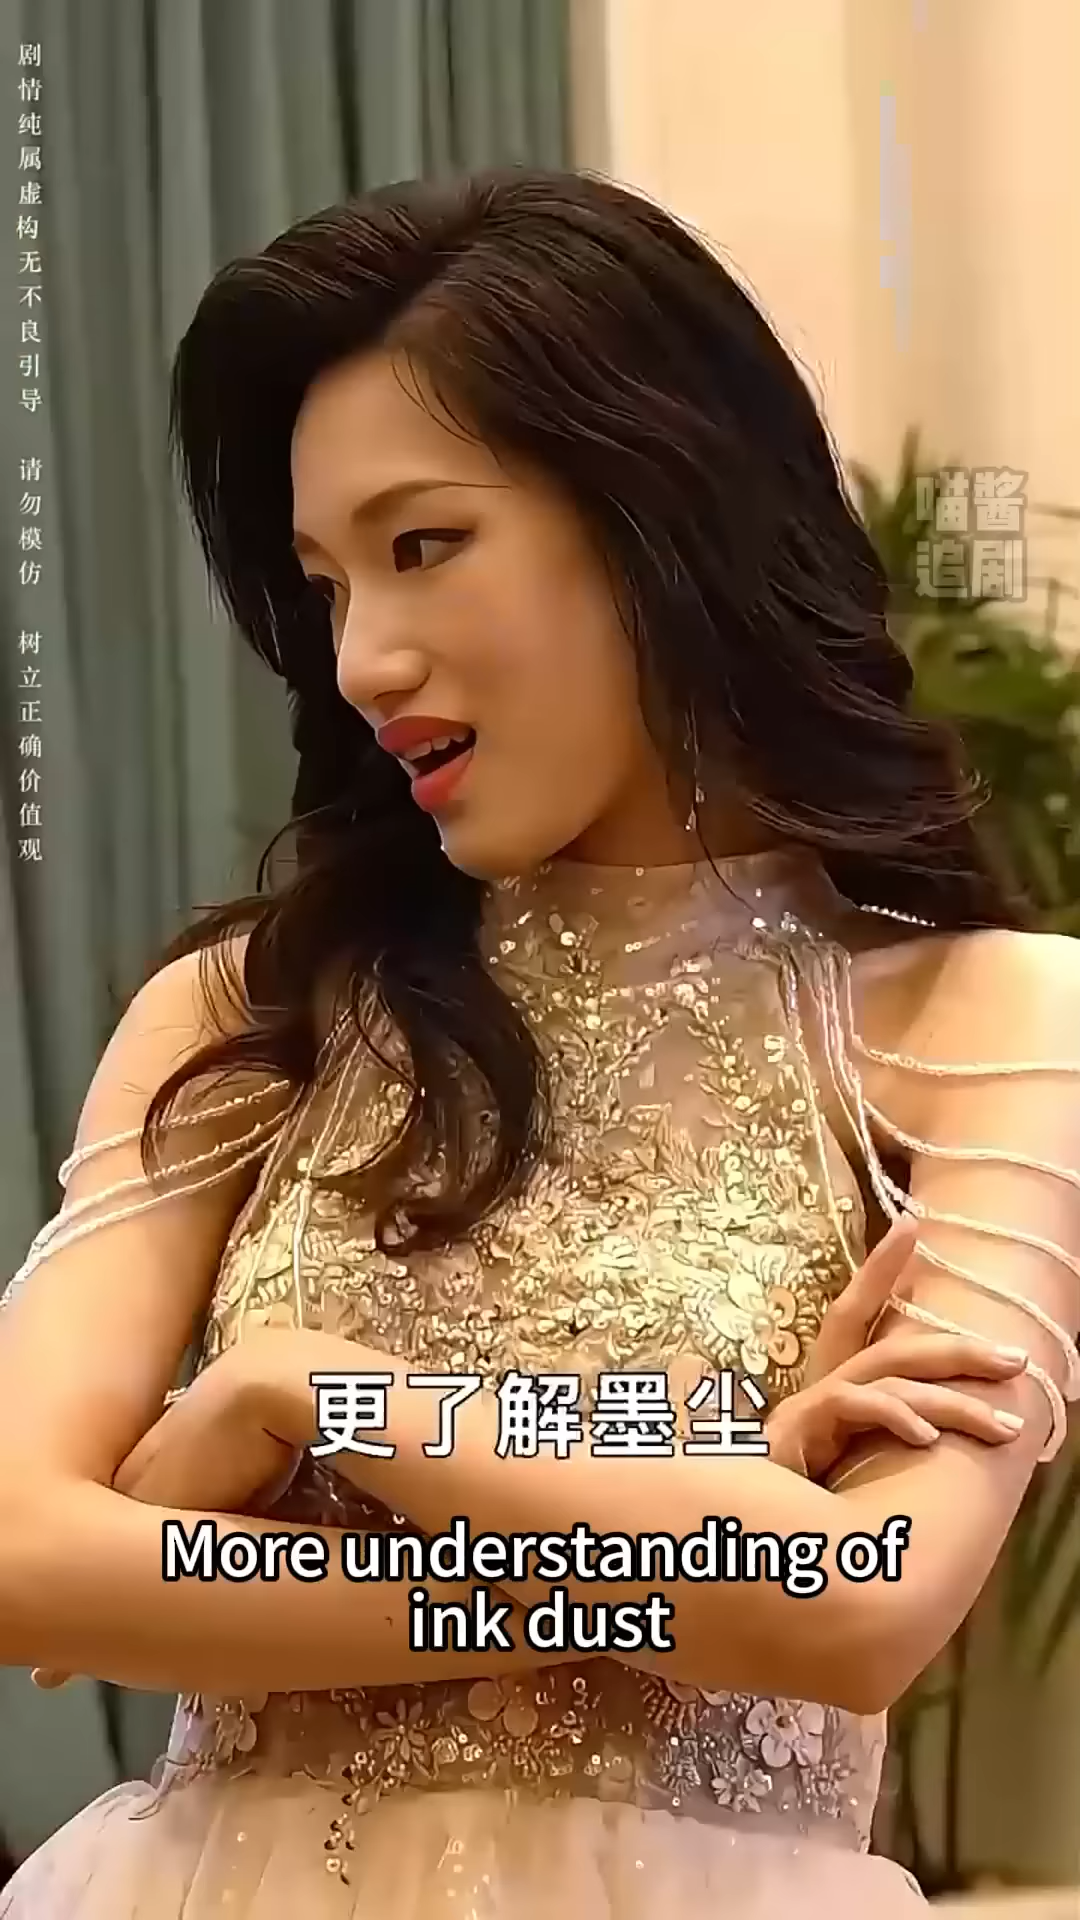 剧情纯属虚构无不良引导 请勿模仿 树立正确价值观
喵酱
追剧
更了解墨尘
More understanding of
ink dust